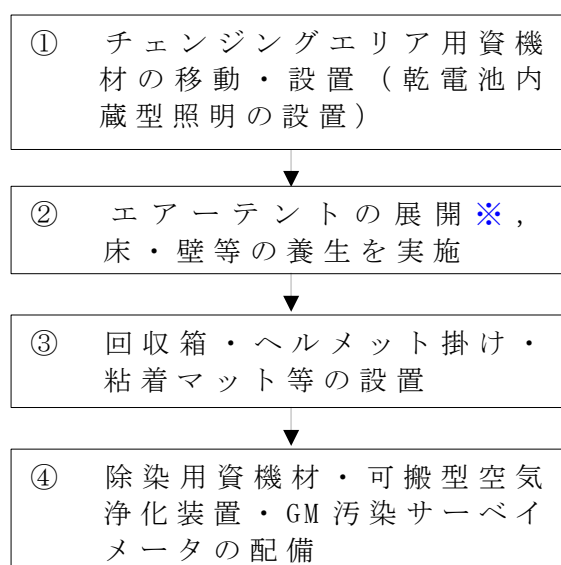 ① チェンジングエリア用資機
材の移動・設置(乾電池内
蔵型照明の設置)
② エアーテントの展開※,
床・壁等の養生を実施
③ 回収箱・ヘルメット掛け・
粘着マット等の設置
④ 除染用資機材・可搬型空気
浄化装置・GM汚染サーベイ
メータの配備